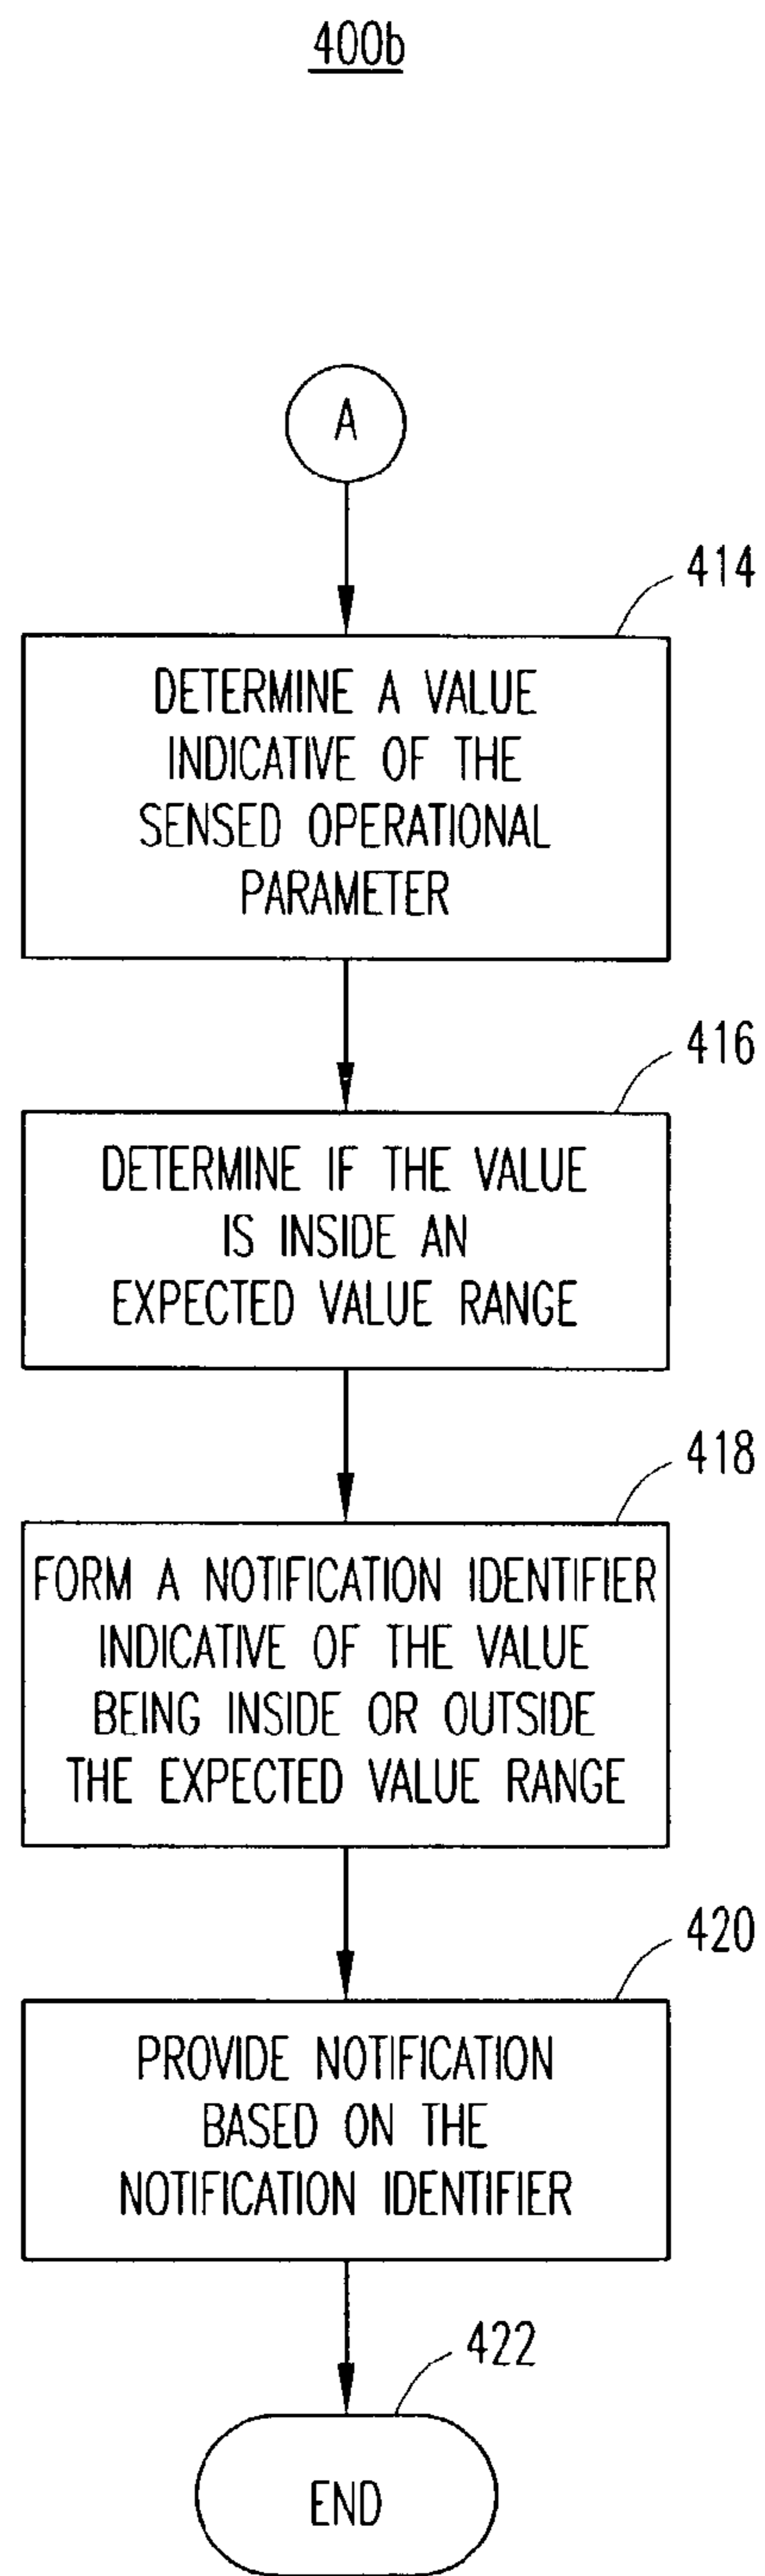 400b
A
414
DETERMINE A VALUE
INDICATIVE OF THE
SENSED OPERATIONAL
PARAMETER
416
DETERMINE IF THE VALUE
IS INSIDE AN
EXPECTED VALUE RANGE
418
FORM A NOTIFICATION IDENTIFIER
INDICATIVE OF THE VALUE
BEING INSIDE OR OUTSIDE
THE EXPECTED VALUE RANGE
420
PROVIDE NOTIFICATION
BASED ON THE
NOTIFICATION IDENTIFIER
422
END